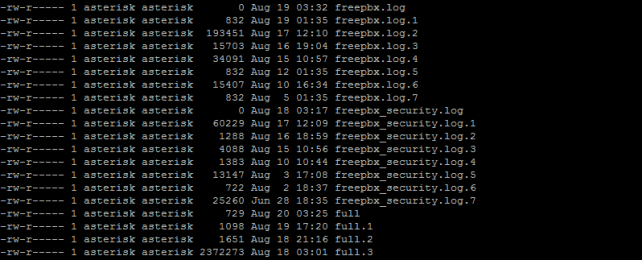 -rw-r----- 1 asterisk asterisk 0 Aug 19 03:32 freepbx.log
-rw-r----- 1 asterisk asterisk 832 Aug 19 01:35 freepbx.log.1
-rw-r----- 1 asterisk asterisk 193451 Aug 17 12:10 freepbx.log.2
-rw-r----- 1 asterisk asterisk 15703 Aug 16 19:04 freepbx.log.3
-rw-r----- 1 asterisk asterisk 34091 Aug 15 10:57 freepbx.log.4
-rw-r----- 1 asterisk asterisk 832 Aug 12 01:35 freepbx.log.5
-rw-r----- 1 asterisk asterisk 15407 Aug 10 16:34 freepbx.log.6
-rw-r----- 1 asterisk asterisk 832 Aug 5 01:35 freepbx.log.7
-rw-r----- 1 asterisk asterisk 0 Aug 18 03:17 freepbx_security.log
-rw-r----- 1 asterisk asterisk 60229 Aug 17 12:09 freepbx_security.log.1
-rw-r----- 1 asterisk asterisk 1288 Aug 16 18:59 freepbx_security.log.2
-rw-r----- 1 asterisk asterisk 4088 Aug 15 10:56 freepbx_security.log.3
-rw-r----- 1 asterisk asterisk 1383 Aug 10 10:44 freepbx_security.log.4
-rw-r----- 1 asterisk asterisk 13147 Aug 3 17:08 freepbx_security.log.5
-rw-r----- 1 asterisk asterisk 722 Aug 2 18:37 freepbx_security.log.6
-rw-r----- 1 asterisk asterisk 25260 Jun 28 18:35 freepbx_security.log.7
-rw-r----- 1 asterisk asterisk 729 Aug 20 03:25 full
-rw-r----- 1 asterisk asterisk 1098 Aug 19 17:20 full.1
-rw-r----- 1 asterisk asterisk 1651 Aug 18 21:16 full.2
-rw-r----- 1 asterisk asterisk 2372273 Aug 18 03:01 full.3